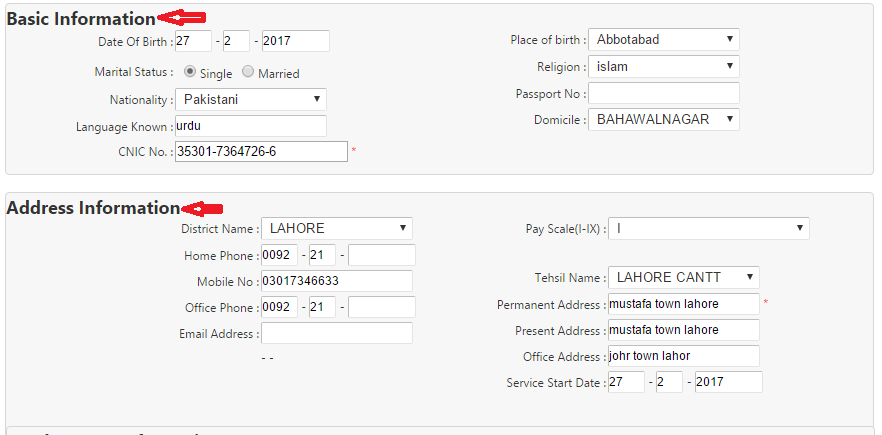 Basic Information
Date Of Birth : 27 - 2 - 2017
Place of birth : Abbotabad
Marital Status : Single Married
Religion : islam
Nationality : Pakistani
Passport No :
Language Known : urdu
Domicile : BAHAWALNAGAR
CNIC No. : 35301-7364726-6 *
Address Information
District Name : LAHORE
Pay Scale(I-IX) : I
Home Phone : 0092 - 21 -
Mobile No : 03017346633
Tehsil Name : LAHORE CANTT
Office Phone : 0092 - 21 -
Permanent Address : mustafa town lahore *
Email Address :
Present Address : mustafa town lahore
- -
Office Address : johr town lahor
Service Start Date : 27 - 2 - 2017